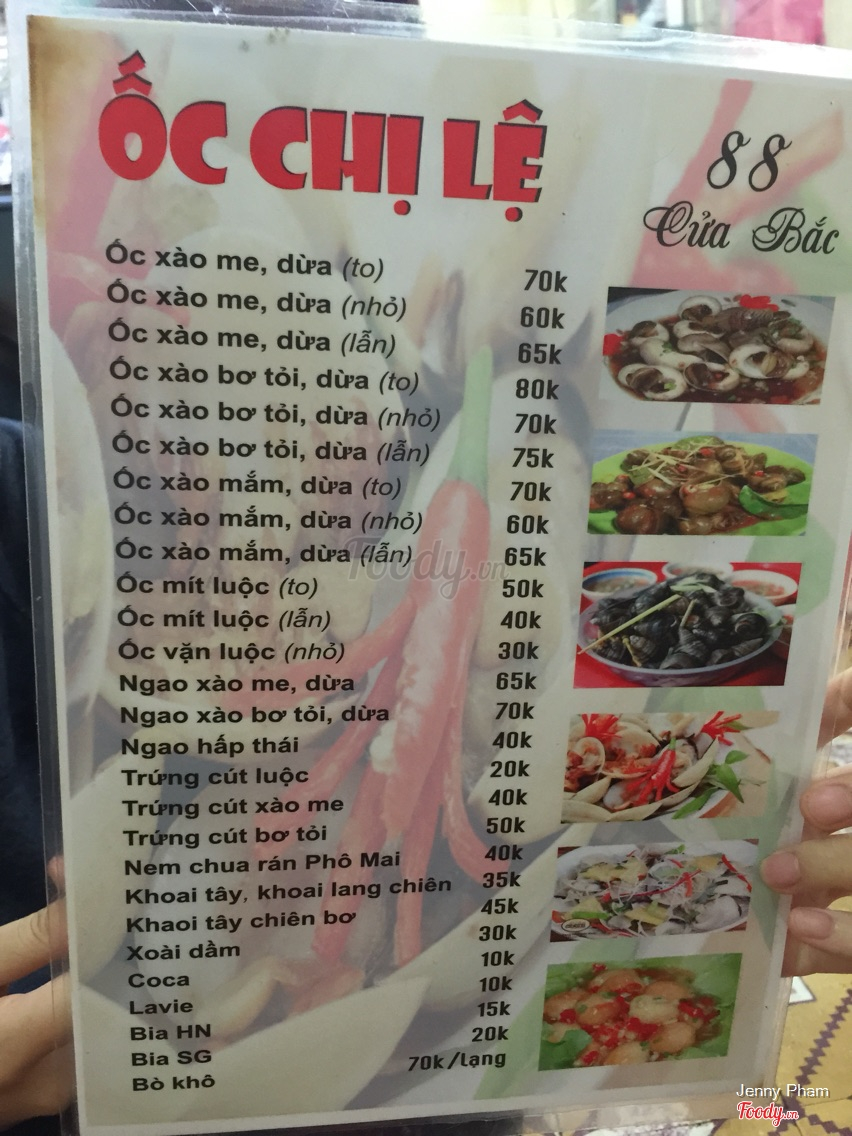 ỐC CHỊ LỆ
88
Cửa Bắc
Ốc xào me, dừa (to) 70k
Ốc xào me, dừa (nhỏ) 60k
Ốc xào me, dừa (lẫn) 65k
Ốc xào bơ tỏi, dừa (to) 80k
Ốc xào bơ tỏi, dừa (nhỏ) 70k
Ốc xào bơ tỏi, dừa (lẫn) 75k
Ốc xào mắm, dừa (to) 70k
Ốc xào mắm, dừa (nhỏ) 60k
Ốc xào mắm, dừa (lẫn) 65k
Ốc mít luộc (to) 50k
Ốc mít luộc (lẫn) 40k
Ốc vặn luộc (nhỏ) 30k
Ngao xào me, dừa 65k
Ngao xào bơ tỏi, dừa 70k
Ngao hấp thái 40k
Trứng cút luộc 20k
Trứng cút xào me 40k
Trứng cút bơ tỏi 50k
Nem chua rán Phô Mai 40k
Khoai tây, khoai lang chiên 35k
Khaoi tây chiên bơ 45k
Xoài dầm 30k
Coca 10k
Lavie 10k
Bia HN 15k
Bia SG 20k
Bò khô 70k/lạng
Foody.vn
Jenny Pham
Foody.vn